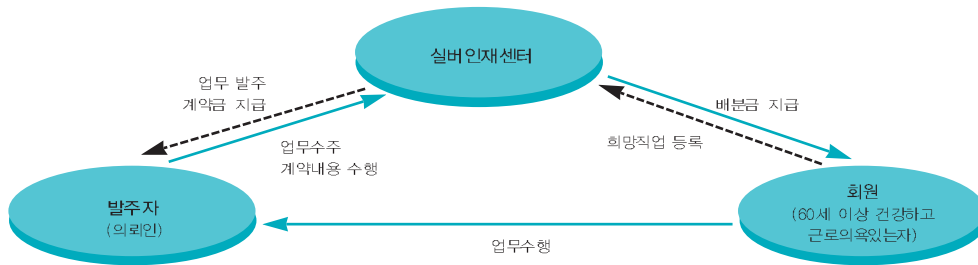 실버인재센터
업무 발주
계약금 지급
업무수주
계약내용 수행
배분금 지급
희망직업 등록
발주자
(의뢰인)
회원
(60세 이상 건강하고
근로의욕있는자)
업무수행